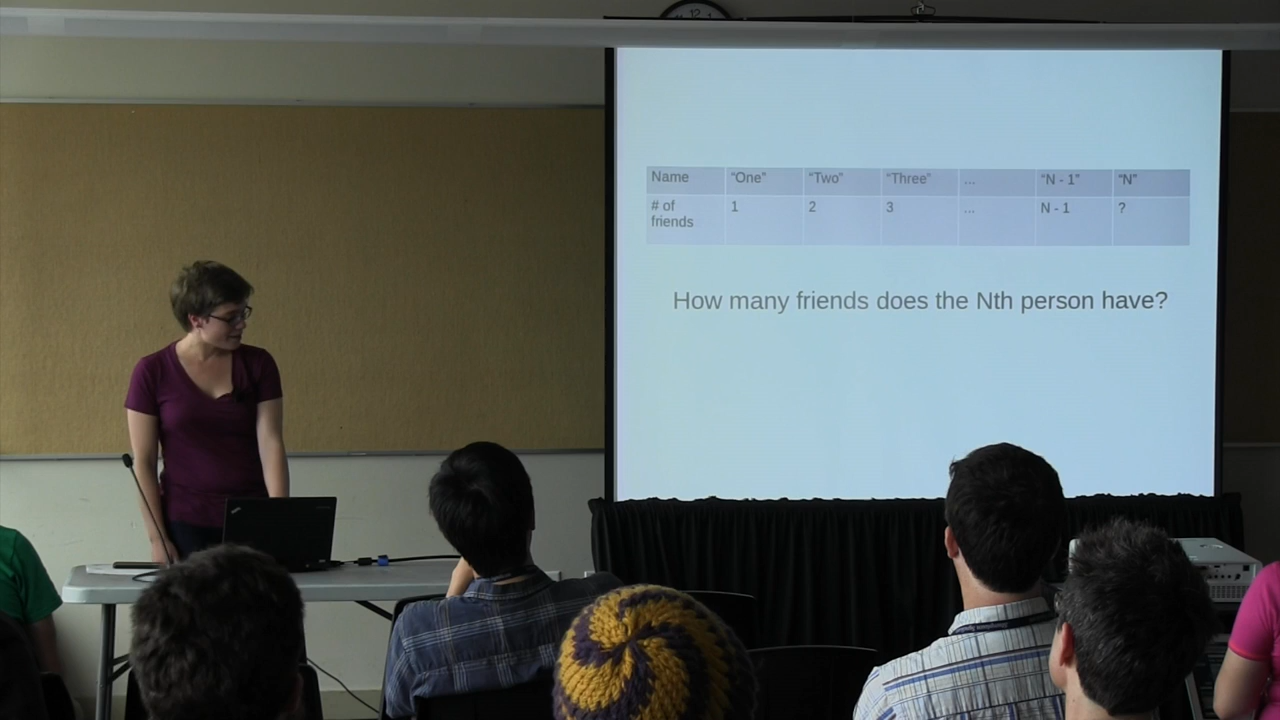 12
Name "One" "Two" "Three" ... "N - 1" "N"
# of friends 1 2 3 ... N - 1 ?
How many friends does the Nth person have?